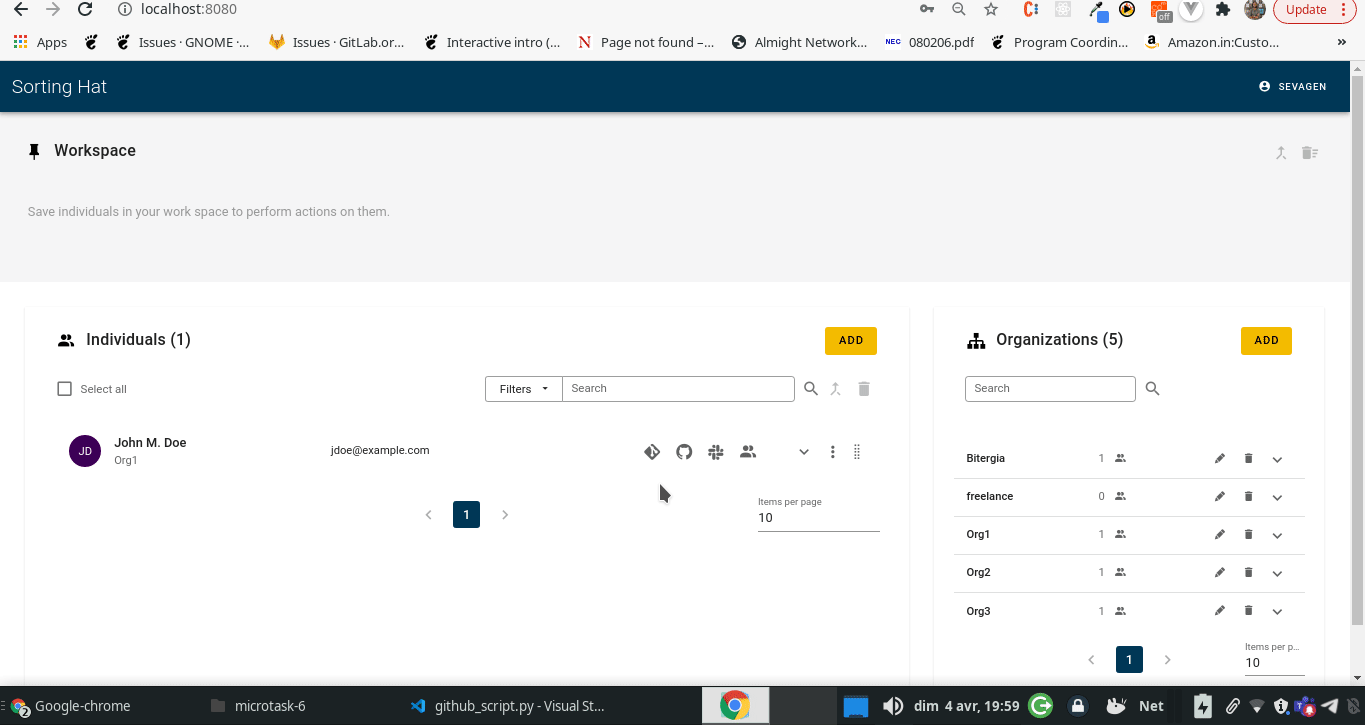 localhost:8080
off
Update
Apps
Issues · GNOME ·...
Issues · GitLab.or...
Interactive intro (...
N Page not found –...
Almight Network...
NEC 080206.pdf
Program Coordin...
Amazon.in:Custo...
»
Sorting Hat
SEVAGEN
Workspace
Save individuals in your work space to perform actions on them.
Individuals (1)
ADD
Select all
Filters
Search
JD
John M. Doe
Org1
jdoe@example.com
1
Items per page
10
Organizations (5)
ADD
Search
Bitergia 1
freelance 0
Org1 1
Org2 1
Org3 1
1
Items per p...
10
2 Google-chrome
microtask-6
github_script.py - Visual St...
dim 4 avr, 19:59
Net